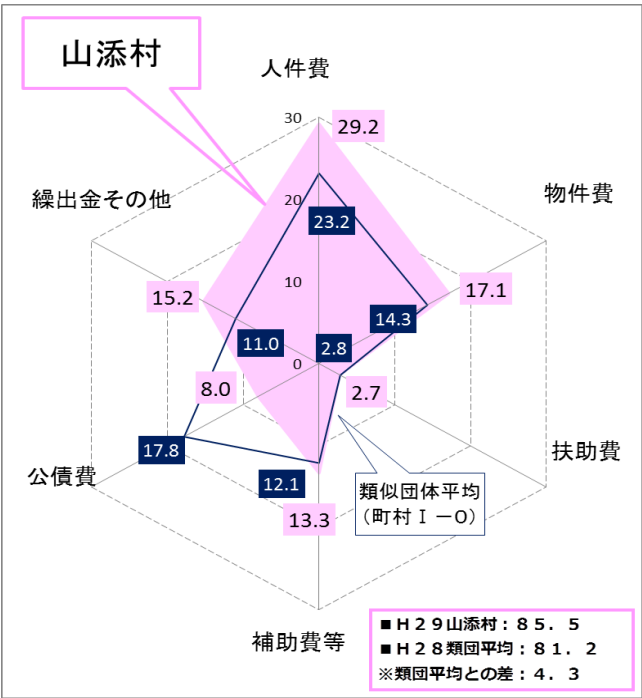 山添村
人件費
30
29.2
物件費
繰出金その他
20
23.2
10
17.1
15.2
14.3
11.0
2.8
0
8.0
2.7
17.8
公債費
扶助費
12.1
類似団体平均
（町村Ⅰ－０）
13.3
補助費等
■Ｈ２９山添村：８５．５
■Ｈ２８類団平均：８１．２
※類団平均との差：４．３